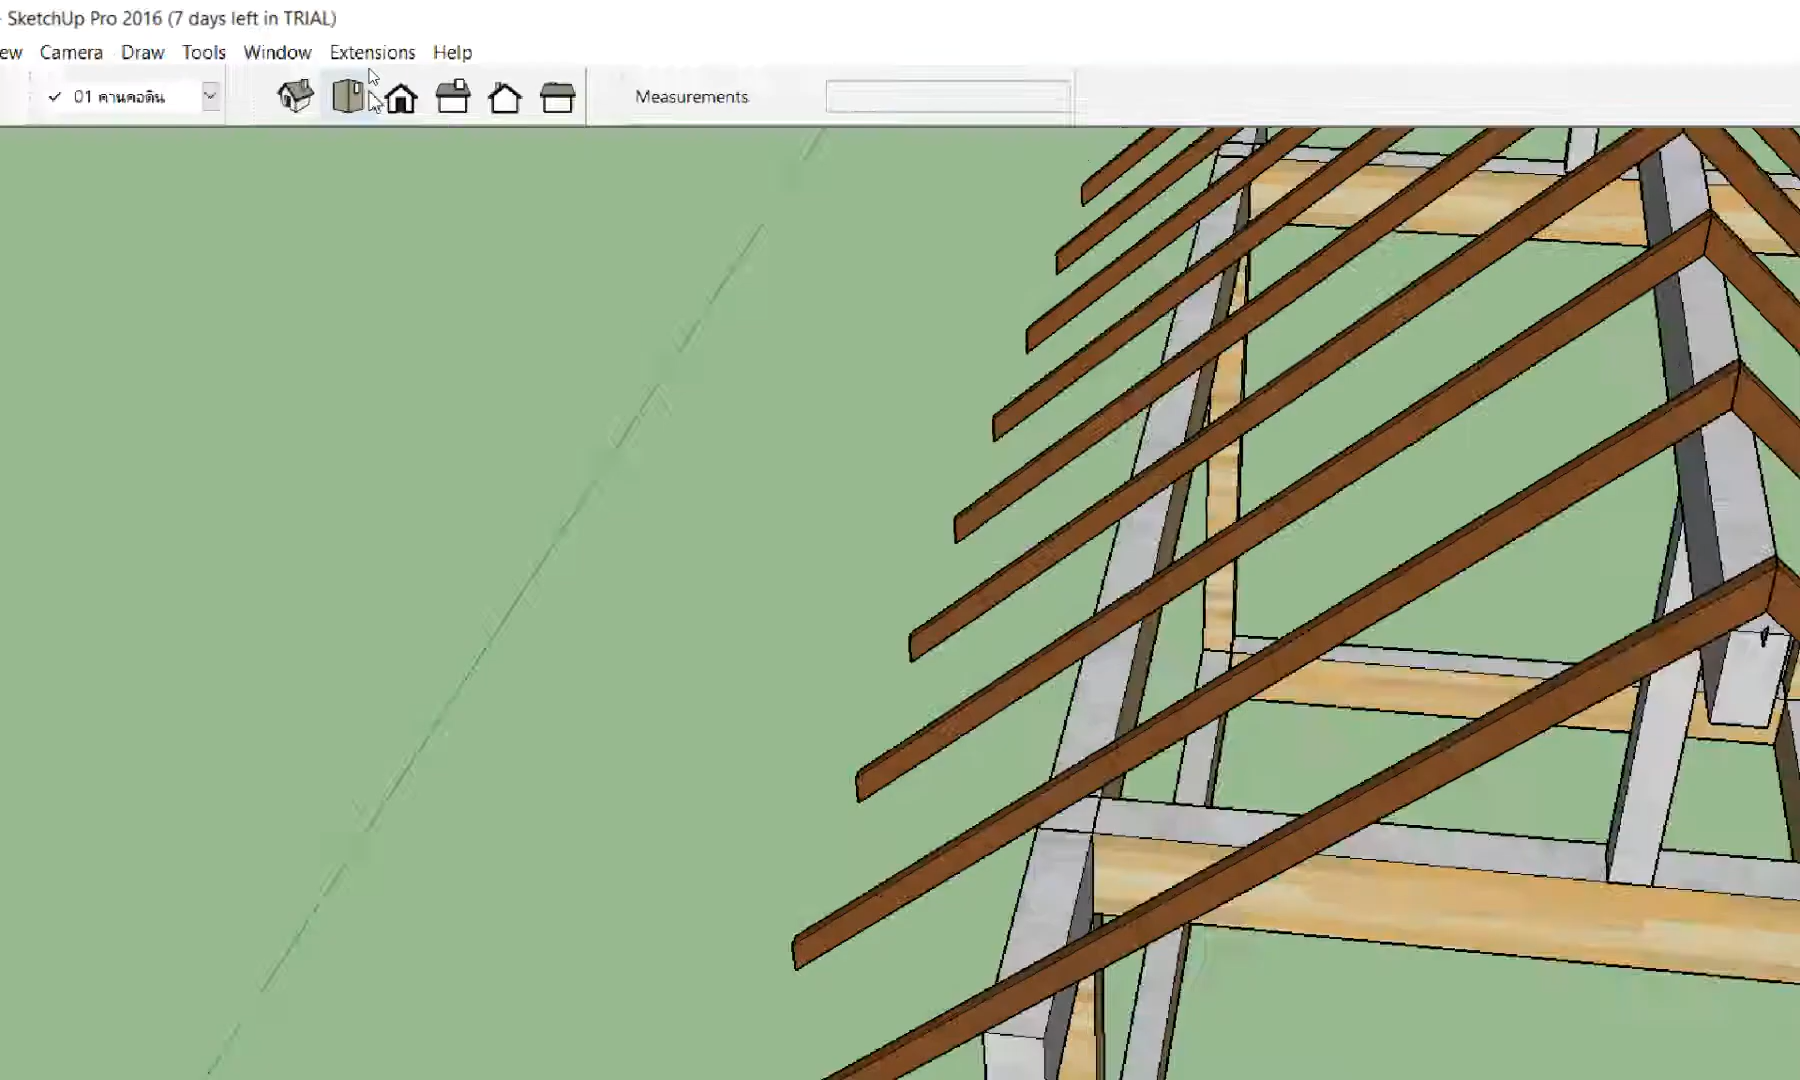 - SketchUp Pro 2016 (7 days left in TRIAL)
ew Camera Draw Tools Window Extensions Help
✓ 01 คานคอดิน Measurements